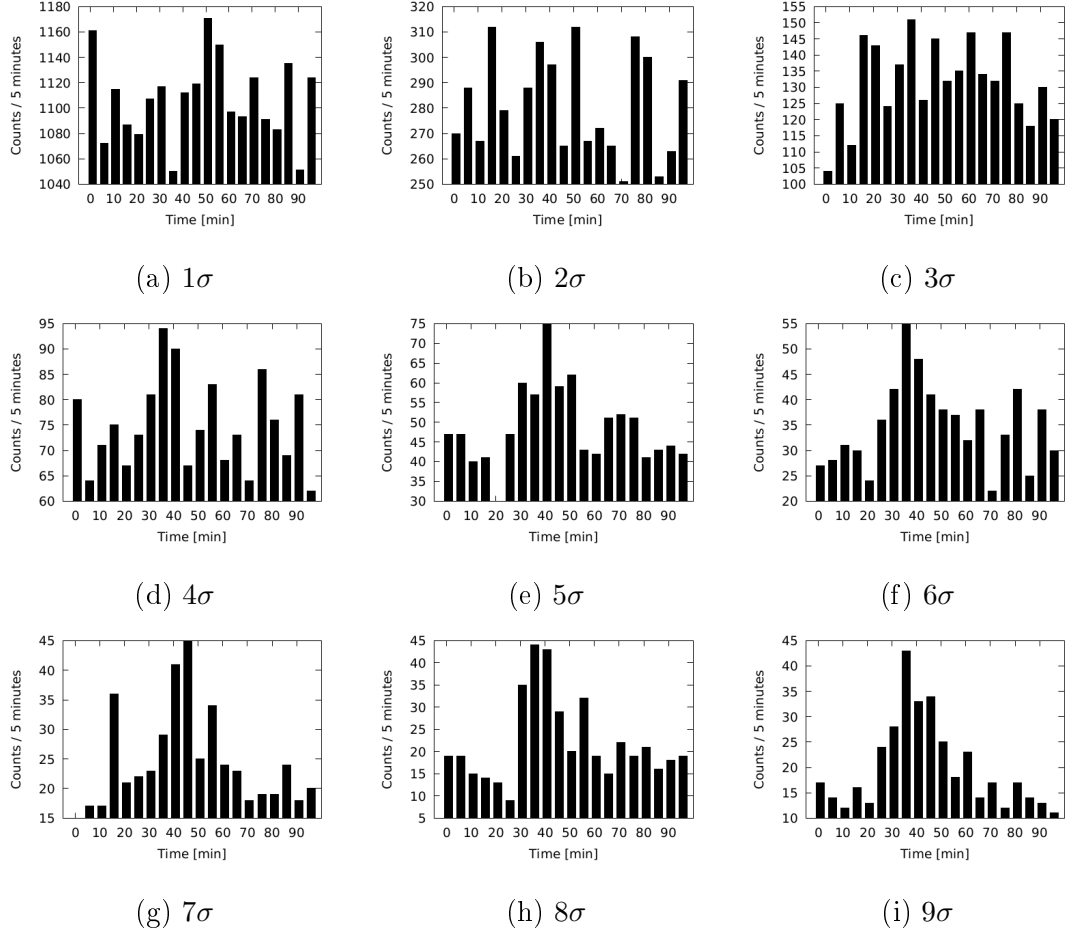 Counts / 5 minutes
1180
1160
1140
1120
1100
1080
1060
1040
0 10 20 30 40 50 60 70 80 90
Time [min]
(a) 1σ
Counts / 5 minutes
320
310
300
290
280
270
260
250
0 10 20 30 40 50 60 70 80 90
Time [min]
(b) 2σ
Counts / 5 minutes
155
150
145
140
135
130
125
120
115
110
105
100
0 10 20 30 40 50 60 70 80 90
Time [min]
(c) 3σ
Counts / 5 minutes
95
90
85
80
75
70
65
60
0 10 20 30 40 50 60 70 80 90
Time [min]
(d) 4σ
Counts / 5 minutes
75
70
65
60
55
50
45
40
35
30
0 10 20 30 40 50 60 70 80 90
Time [min]
(e) 5σ
Counts / 5 minutes
55
50
45
40
35
30
25
20
0 10 20 30 40 50 60 70 80 90
Time [min]
(f) 6σ
Counts / 5 minutes
45
40
35
30
25
20
15
0 10 20 30 40 50 60 70 80 90
Time [min]
(g) 7σ
Counts / 5 minutes
45
40
35
30
25
20
15
10
5
0 10 20 30 40 50 60 70 80 90
Time [min]
(h) 8σ
Counts / 5 minutes
45
40
35
30
25
20
15
10
0 10 20 30 40 50 60 70 80 90
Time [min]
(i) 9σ